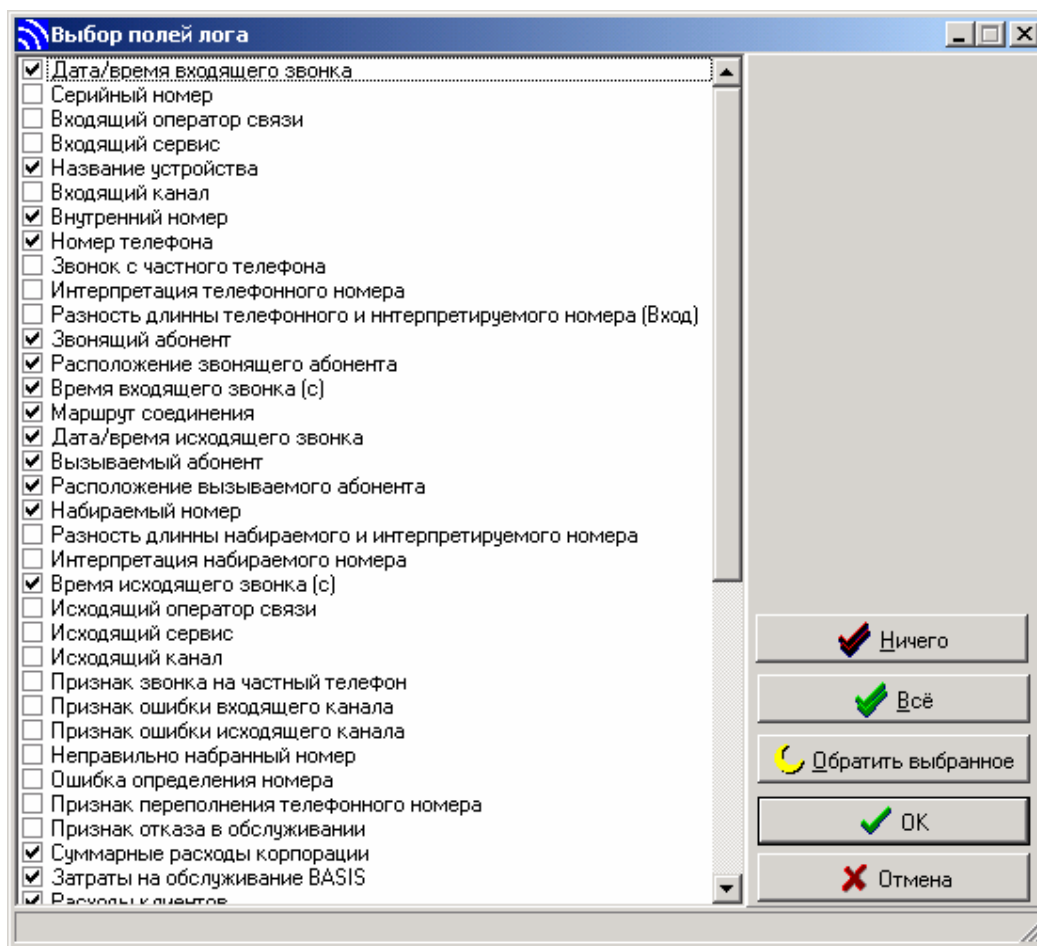 Выбор полей лога
Дата/время входящего звонка
Серийный номер
Входящий оператор связи
Входящий сервис
Название устройства
Входящий канал
Внутренний номер
Номер телефона
Звонок с частного телефона
Интерпретация телефонного номера
Разность длинны телефонного и ннтерпретируемого номера (Вход)
Звонящий абонент
Расположение звонящего абонента
Время входящего звонка (с)
Маршрут соединения
Дата/время исходящего звонка
Вызываемый абонент
Расположение вызываемого абонента
Набираемый номер
Разность длинны набираемого и интерпретируемого номера
Интерпретация набираемого номера
Время исходящего звонка (с)
Исходящий оператор связи
Исходящий сервис
Исходящий канал
Признак звонка на частный телефон
Признак ошибки входящего канала
Признак ошибки исходящего канала
Неправильно набранный номер
Ошибка определения номера
Признак переполнения телефонного номера
Признак отказа в обслуживании
Суммарные расходы корпорации
Затраты на обслуживание BASIS
Расходы клиентов
Ничего
Всё
Обратить выбранное
OK
Отмена